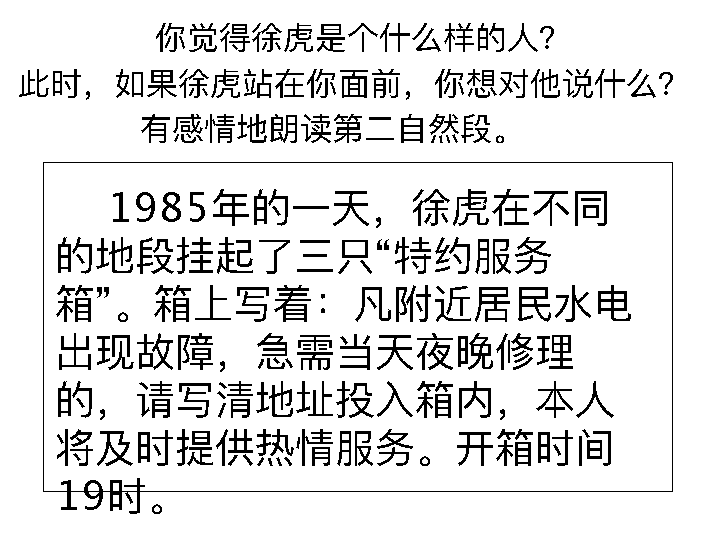 你觉得徐虎是个什么样的人？
此时，如果徐虎站在你面前，你想对他说什么？
有感情地朗读第二自然段。
1985年的一天，徐虎在不同
的地段挂起了三只“特约服务
箱”。箱上写着：凡附近居民水电
出现故障，急需当天夜晚修理
的，请写清地址投入箱内，本人
将及时提供热情服务。开箱时间
19时。